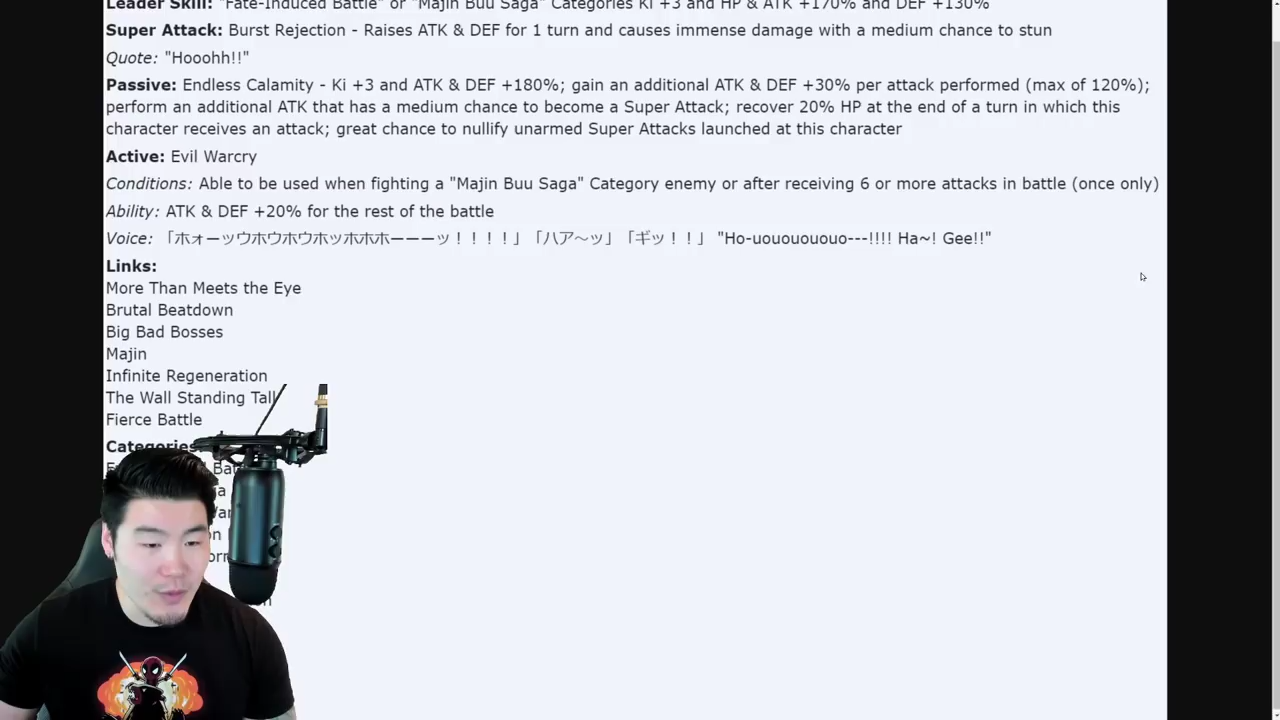 Leader Skill: "Fate-Induced Battle" or "Majin Buu Saga" Categories Ki +3 and HP & ATK +170% and DEF +130%
Super Attack: Burst Rejection - Raises ATK & DEF for 1 turn and causes immense damage with a medium chance to stun
Quote: "Hooohh!!"
Passive: Endless Calamity - Ki +3 and ATK & DEF +180%; gain an additional ATK & DEF +30% per attack performed (max of 120%);
perform an additional ATK that has a medium chance to become a Super Attack; recover 20% HP at the end of a turn in which this
character receives an attack; great chance to nullify unarmed Super Attacks launched at this character
Active: Evil Warcry
Conditions: Able to be used when fighting a "Majin Buu Saga" Category enemy or after receiving 6 or more attacks in battle (once only)
Ability: ATK & DEF +20% for the rest of the battle
Voice: 「ホォーッウホウホウホッホホホーーーッ！！！！」「ハア〜ッ」「ギッ！！」 "Ho-uououououo---!!!! Ha~! Gee!!"
Links:
More Than Meets the Eye
Brutal Beatdown
Big Bad Bosses
Majin
Infinite Regeneration
The Wall Standing Tall
Fierce Battle
Categories: